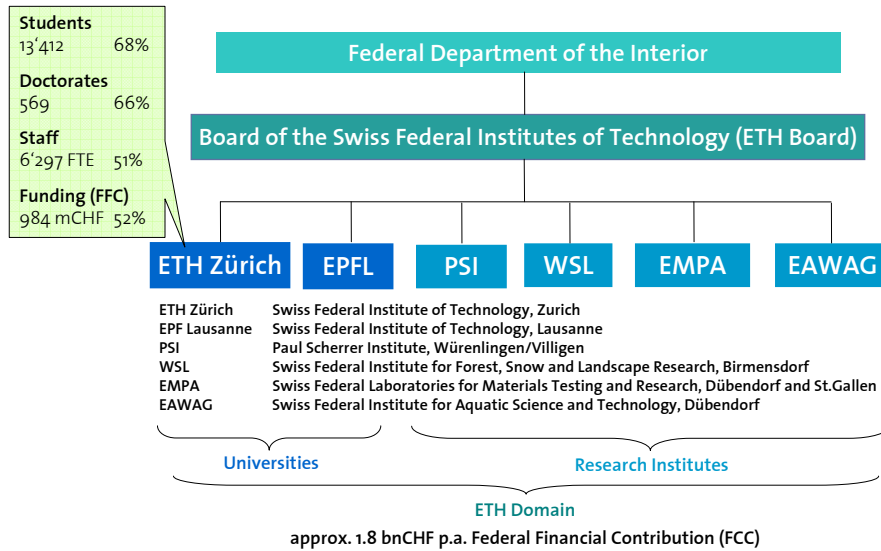 Students
13‘412 68%
Doctorates
569 66%
Staff
6‘297 FTE 51%
Funding (FFC)
984 mCHF 52%
Federal Department of the Interior
Board of the Swiss Federal Institutes of Technology (ETH Board)
ETH Zürich EPFL PSI WSL EMPA EAWAG
ETH Zürich Swiss Federal Institute of Technology, Zurich
EPF Lausanne Swiss Federal Institute of Technology, Lausanne
PSI Paul Scherrer Institute, Würenlingen/Villigen
WSL Swiss Federal Institute for Forest, Snow and Landscape Research, Birmensdorf
EMPA Swiss Federal Laboratories for Materials Testing and Research, Dübendorf and St.Gallen
EAWAG Swiss Federal Institute for Aquatic Science and Technology, Dübendorf
Universities Research Institutes
ETH Domain
approx. 1.8 bnCHF p.a. Federal Financial Contribution (FCC)